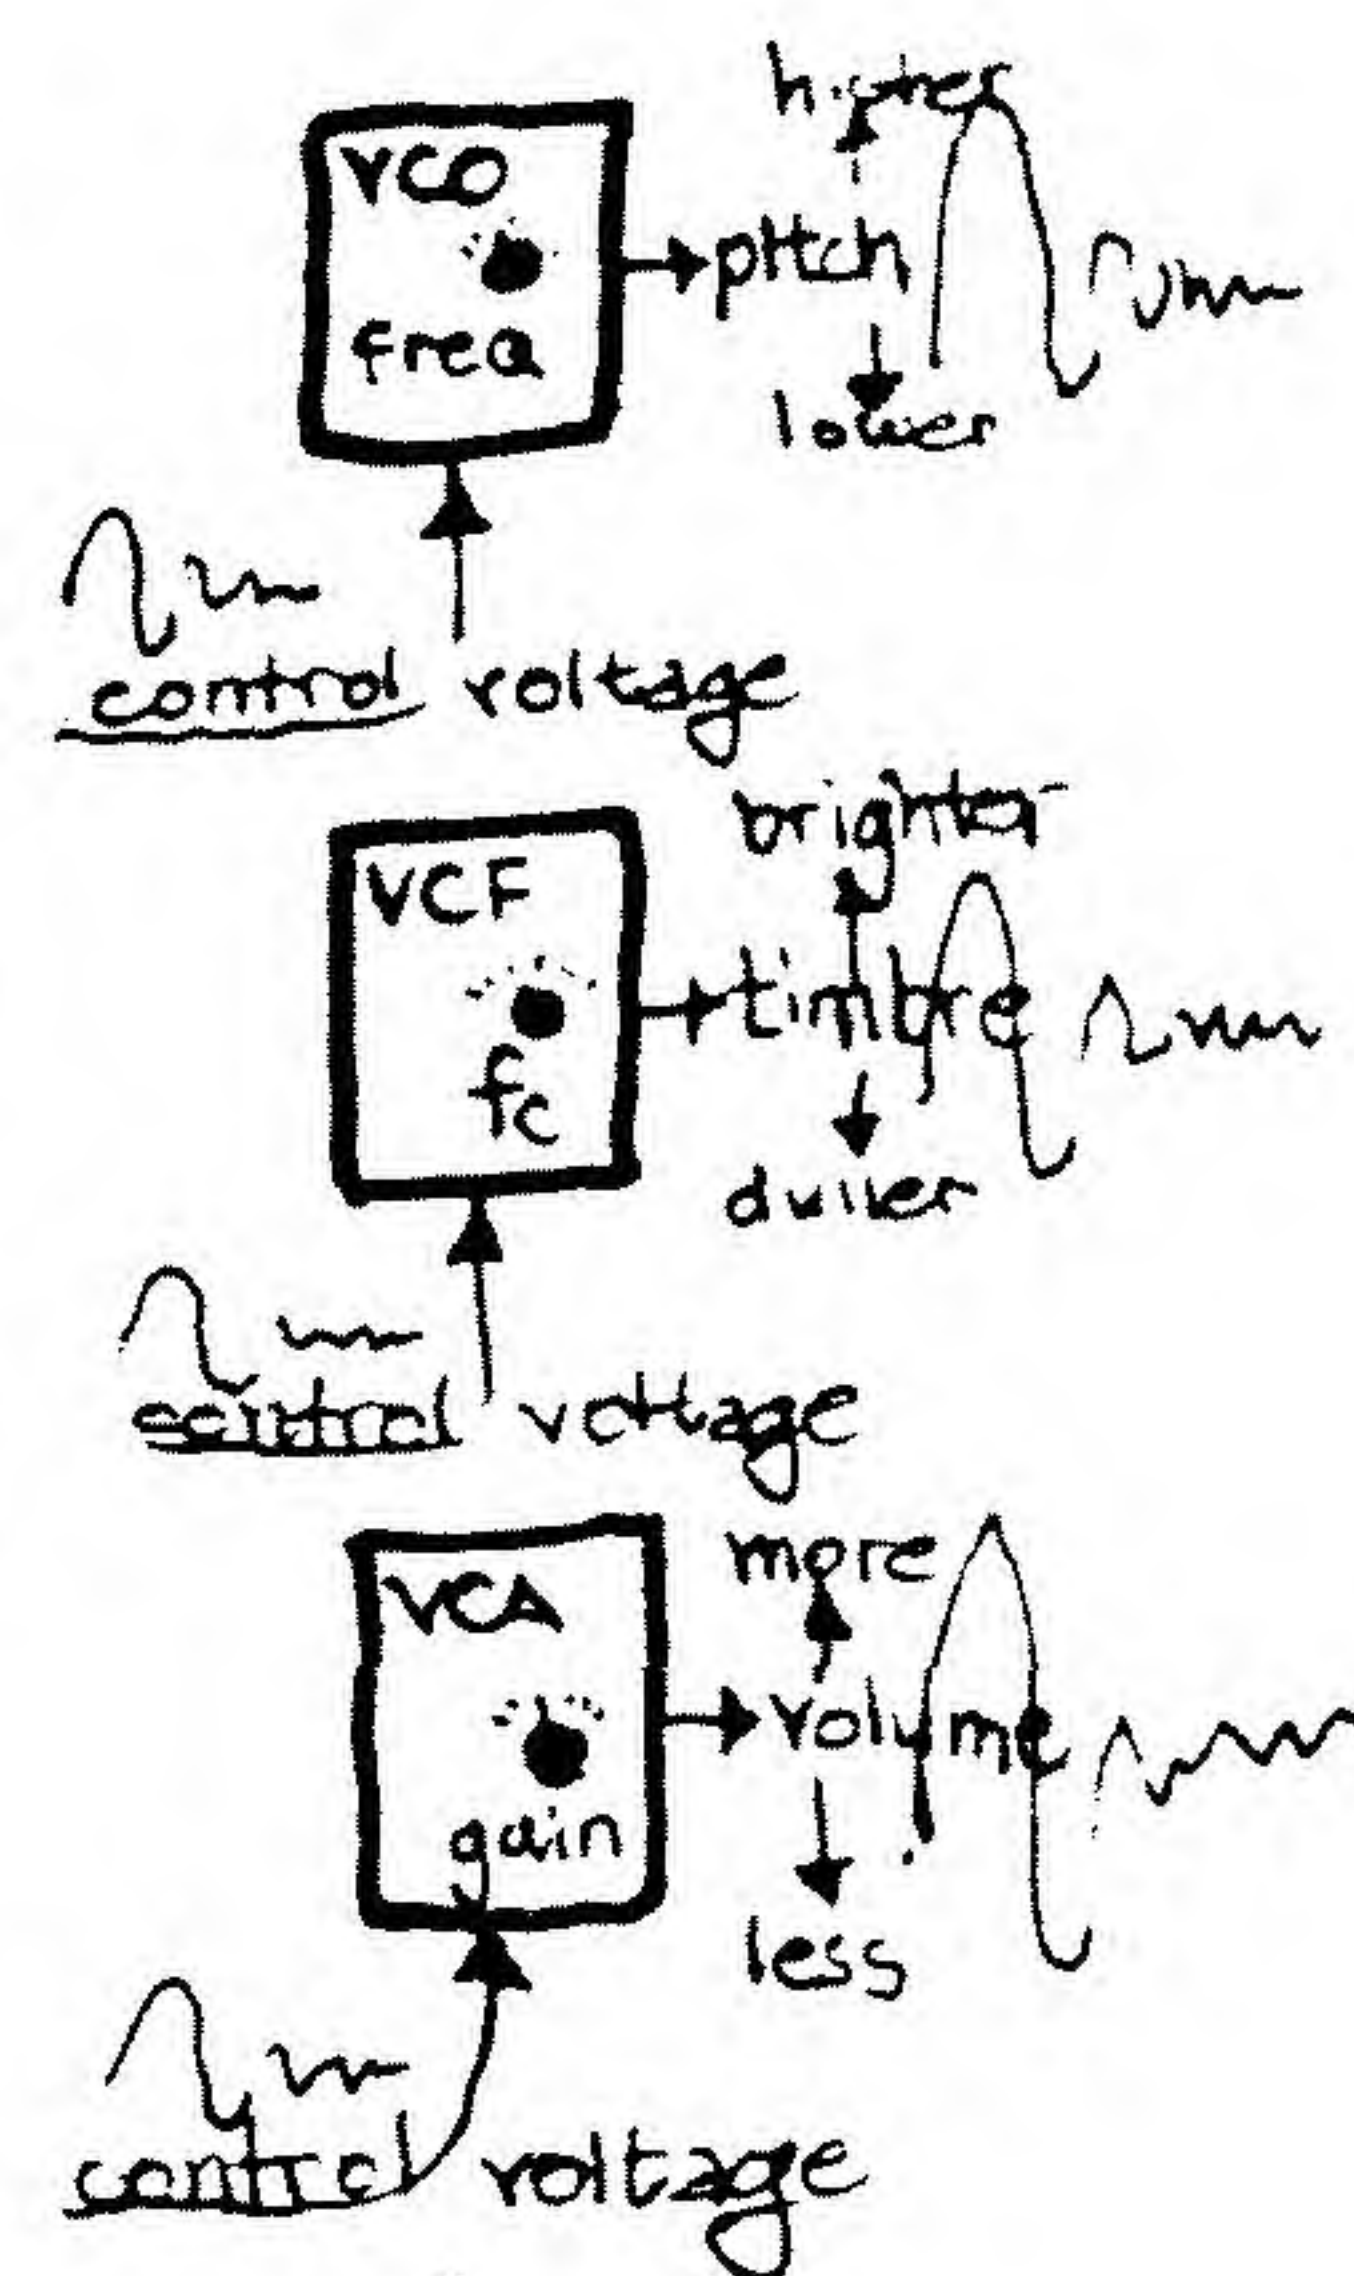 higher
VCO
pitch
freq
lower
control voltage
brighter
VCF
timbre
fc
duller
control voltage
more
VCA
volume
gain
less
control voltage